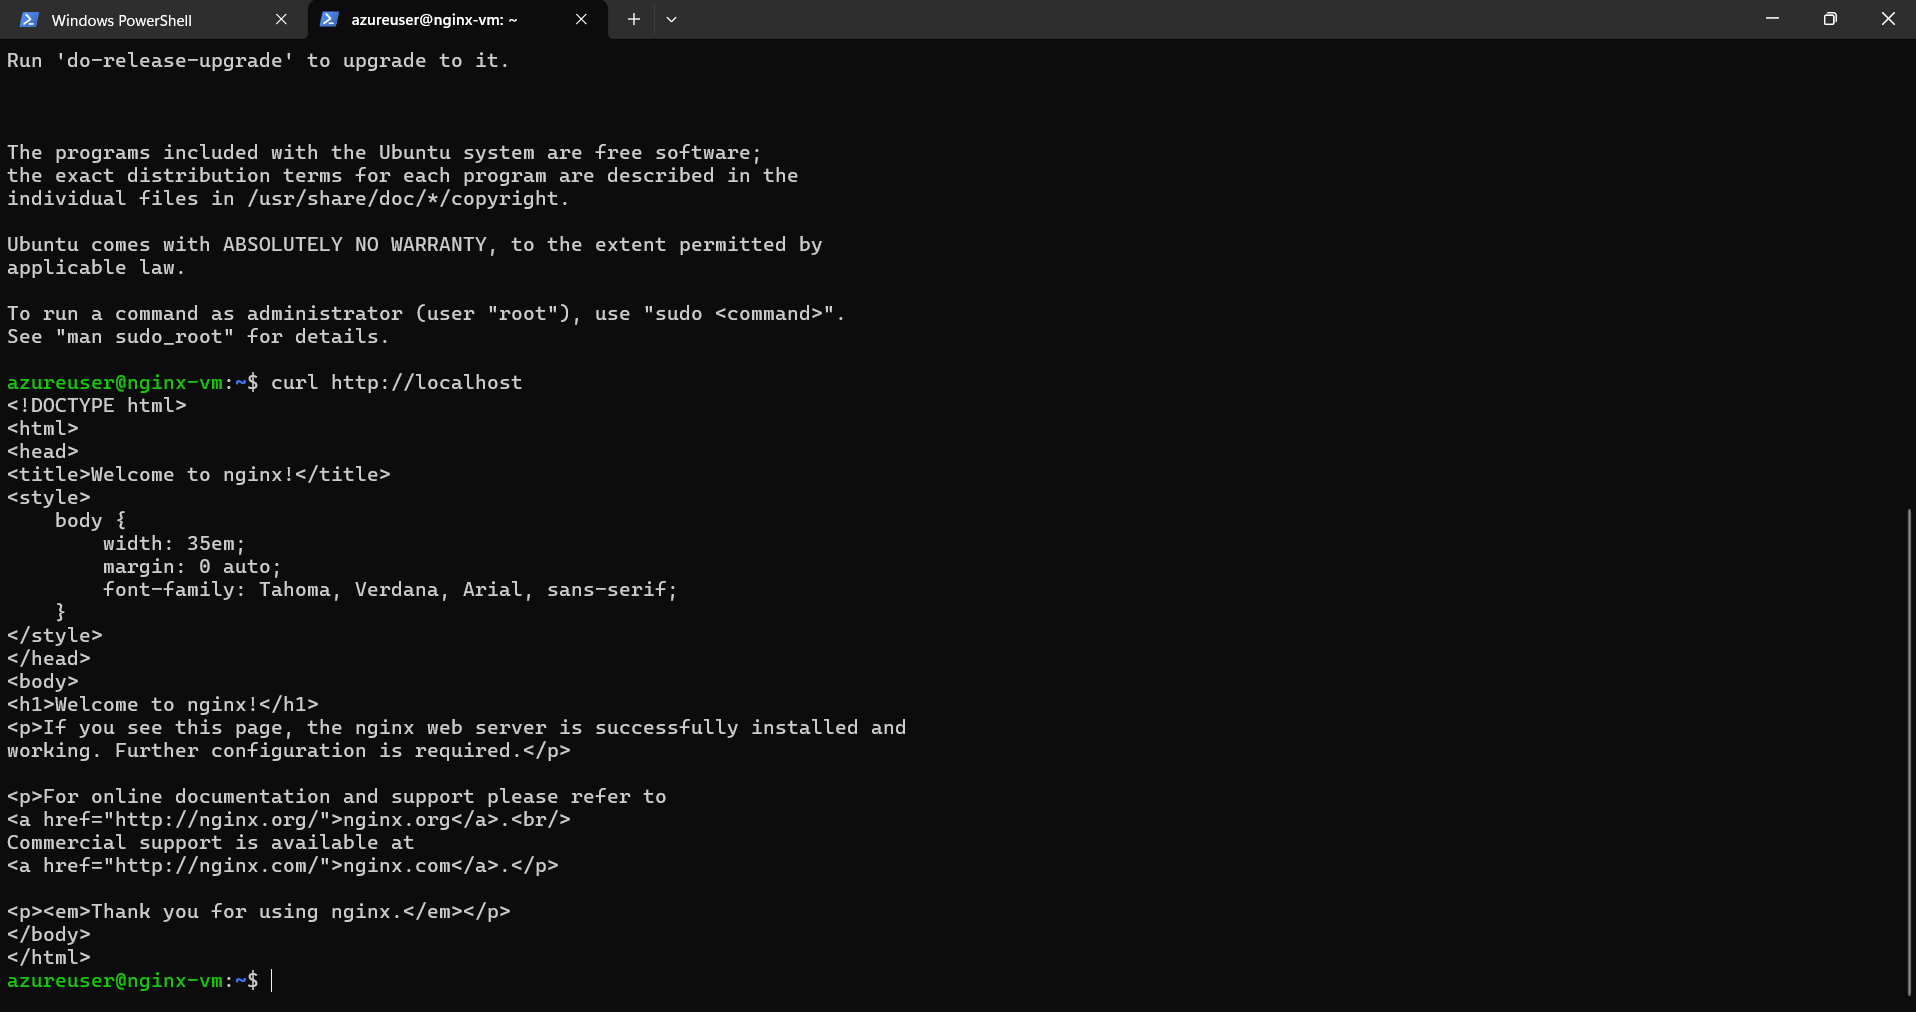 Windows PowerShell
azureuser@nginx-vm: ~
Run 'do-release-upgrade' to upgrade to it.
The programs included with the Ubuntu system are free software;
the exact distribution terms for each program are described in the
individual files in /usr/share/doc/*/copyright.
Ubuntu comes with ABSOLUTELY NO WARRANTY, to the extent permitted by
applicable law.
To run a command as administrator (user "root"), use "sudo <command>".
See "man sudo_root" for details.
azureuser@nginx-vm:~$ curl http://localhost
<!DOCTYPE html>
<html>
<head>
<title>Welcome to nginx!</title>
<style>
    body {
        width: 35em;
        margin: 0 auto;
        font-family: Tahoma, Verdana, Arial, sans-serif;
    }
</style>
</head>
<body>
<h1>Welcome to nginx!</h1>
<p>If you see this page, the nginx web server is successfully installed and
working. Further configuration is required.</p>
<p>For online documentation and support please refer to
<a href="http://nginx.org/">nginx.org</a>.<br/>
Commercial support is available at
<a href="http://nginx.com/">nginx.com</a>.</p>
<p><em>Thank you for using nginx.</em></p>
</body>
</html>
azureuser@nginx-vm:~$